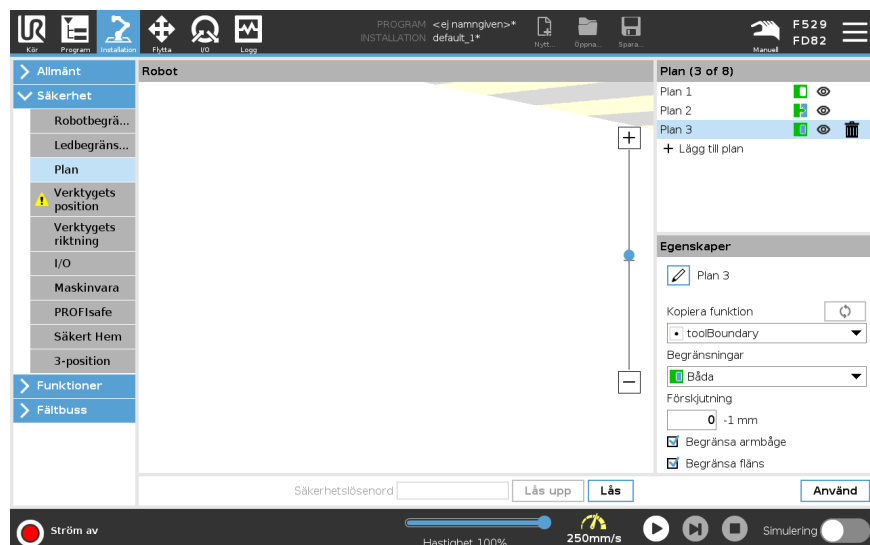 PROGRAM <ej namngiven>*
INSTALLATION default_1*
Kör Program Installation Flytta I/O Logg
Nytt... Öppna... Spara...
Manuell
F529
FD82
Allmänt
Säkerhet
Robotbegrä...
Ledbegräns...
Plan
Verktygets
position
Verktygets
riktning
I/O
Maskinvara
PROFIsafe
Säkert Hem
3-position
Funktioner
Fältbuss
Robot
Plan (3 of 8)
Plan 1
Plan 2
Plan 3
Lägg till plan
Egenskaper
Plan 3
Kopiera funktion
toolBoundary
Begränsningar
Båda
Förskjutning
0 -1 mm
Begränsa armbåge
Begränsa fläns
Säkerhetslösenord Lås upp Lås
Använd
Ström av
Hastighet 100%
250mm/s
Simulering